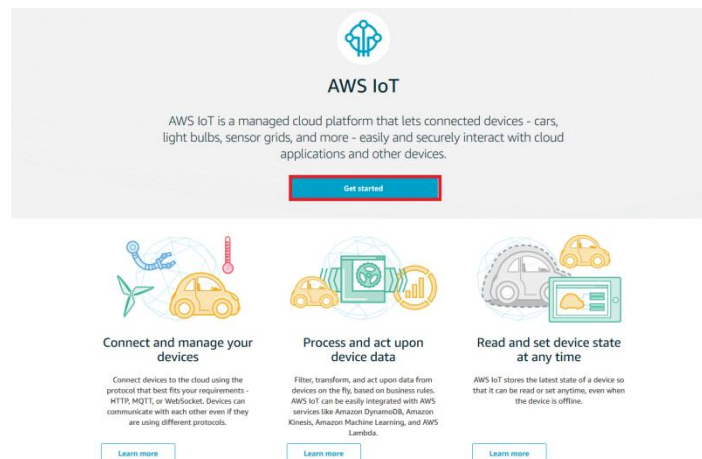 AWS IoT
AWS IoT is a managed cloud platform that lets connected devices - cars,
light bulbs, sensor grids, and more - easily and securely interact with cloud
applications and other devices.
Get started
Connect and manage your
devices
Connect devices to the cloud using the
protocol that best fits your requirements -
HTTP, MQTT, or WebSocket. Devices can
communicate with each other even if they
are using different protocols.
Learn more
Process and act upon
device data
Filter, transform, and act upon data from
devices on the fly, based on business rules.
AWS IoT can be easily integrated with AWS
services like Amazon DynamoDB, Amazon
Kinesis, Amazon Machine Learning, and AWS
Lambda.
Learn more
Read and set device state
at any time
AWS IoT stores the latest state of a device so
that it can be read or set anytime, even when
the device is offline.
Learn more